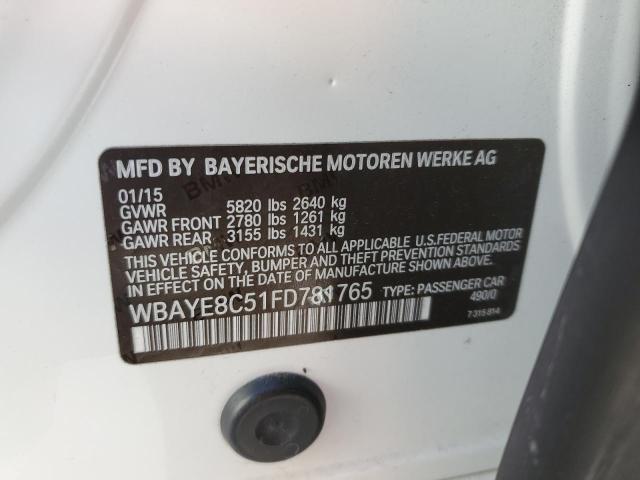 MFD BY BAYERISCHE MOTOREN WERKE AG
01/15
GVWR 5820 lbs 2640 kg
GAWR FRONT 2780 lbs 1261 kg
GAWR REAR 3155 lbs 1431 kg
THIS VEHICLE CONFORMS TO ALL APPLICABLE U.S.FEDERAL MOTOR
VEHICLE SAFETY, BUMPER AND THEFT PREVENTION STANDARDS
IN EFFECT ON THE DATE OF MANUFACTURE SHOWN ABOVE.
WBAYE8C51FD781765 TYPE: PASSENGER CAR
490/0
7 315 814